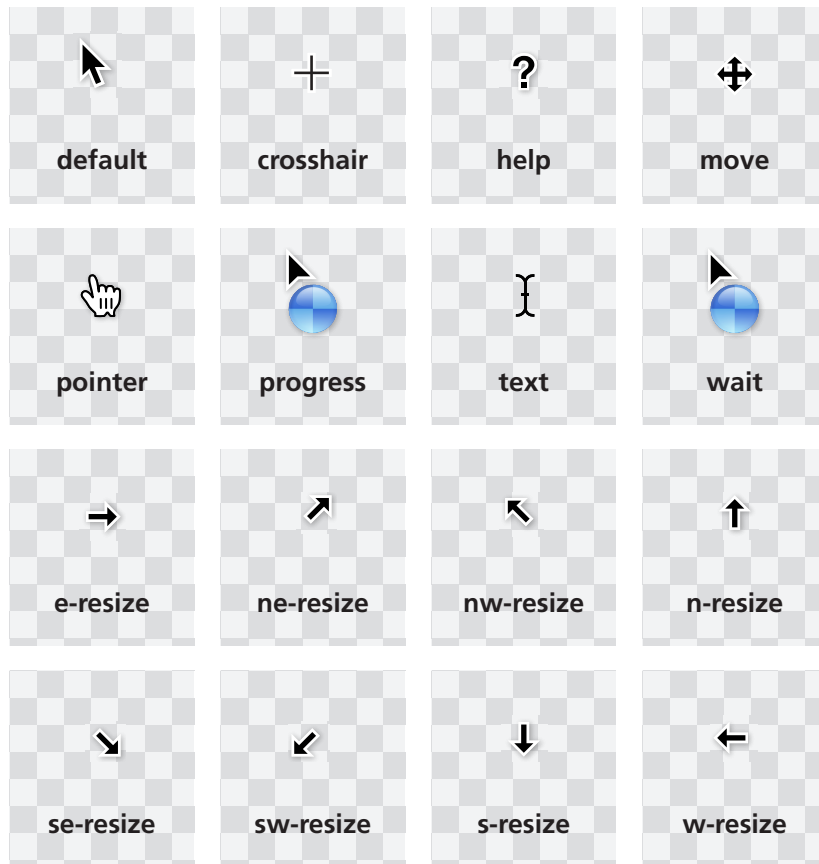 default
crosshair
help
move
pointer
progress
text
wait
e-resize
ne-resize
nw-resize
n-resize
se-resize
sw-resize
s-resize
w-resize